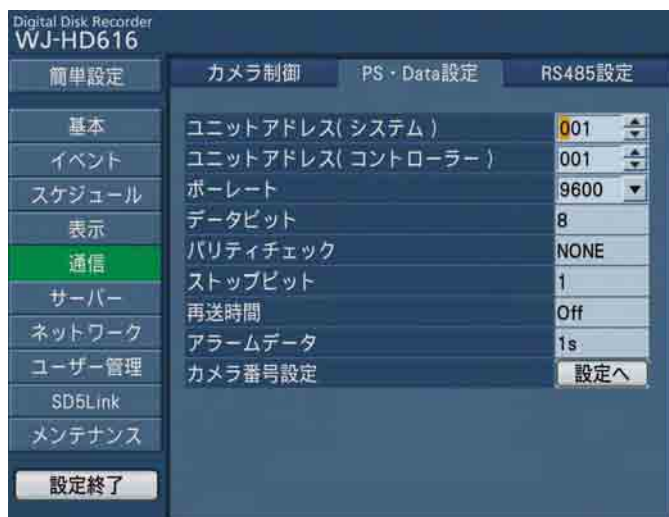 Digital Disk Recorder
WJ-HD616
簡単設定
基本
イベント
スケジュール
表示
通信
サーバー
ネットワーク
ユーザー管理
SD5Link
メンテナンス
設定終了
カメラ制御 PS・Data設定 RS485設定
ユニットアドレス(システム) 001
ユニットアドレス(コントローラー) 001
ボーレート 9600
データビット 8
パリティチェック NONE
ストップビット 1
再送時間 Off
アラームデータ 1s
カメラ番号設定 設定へ